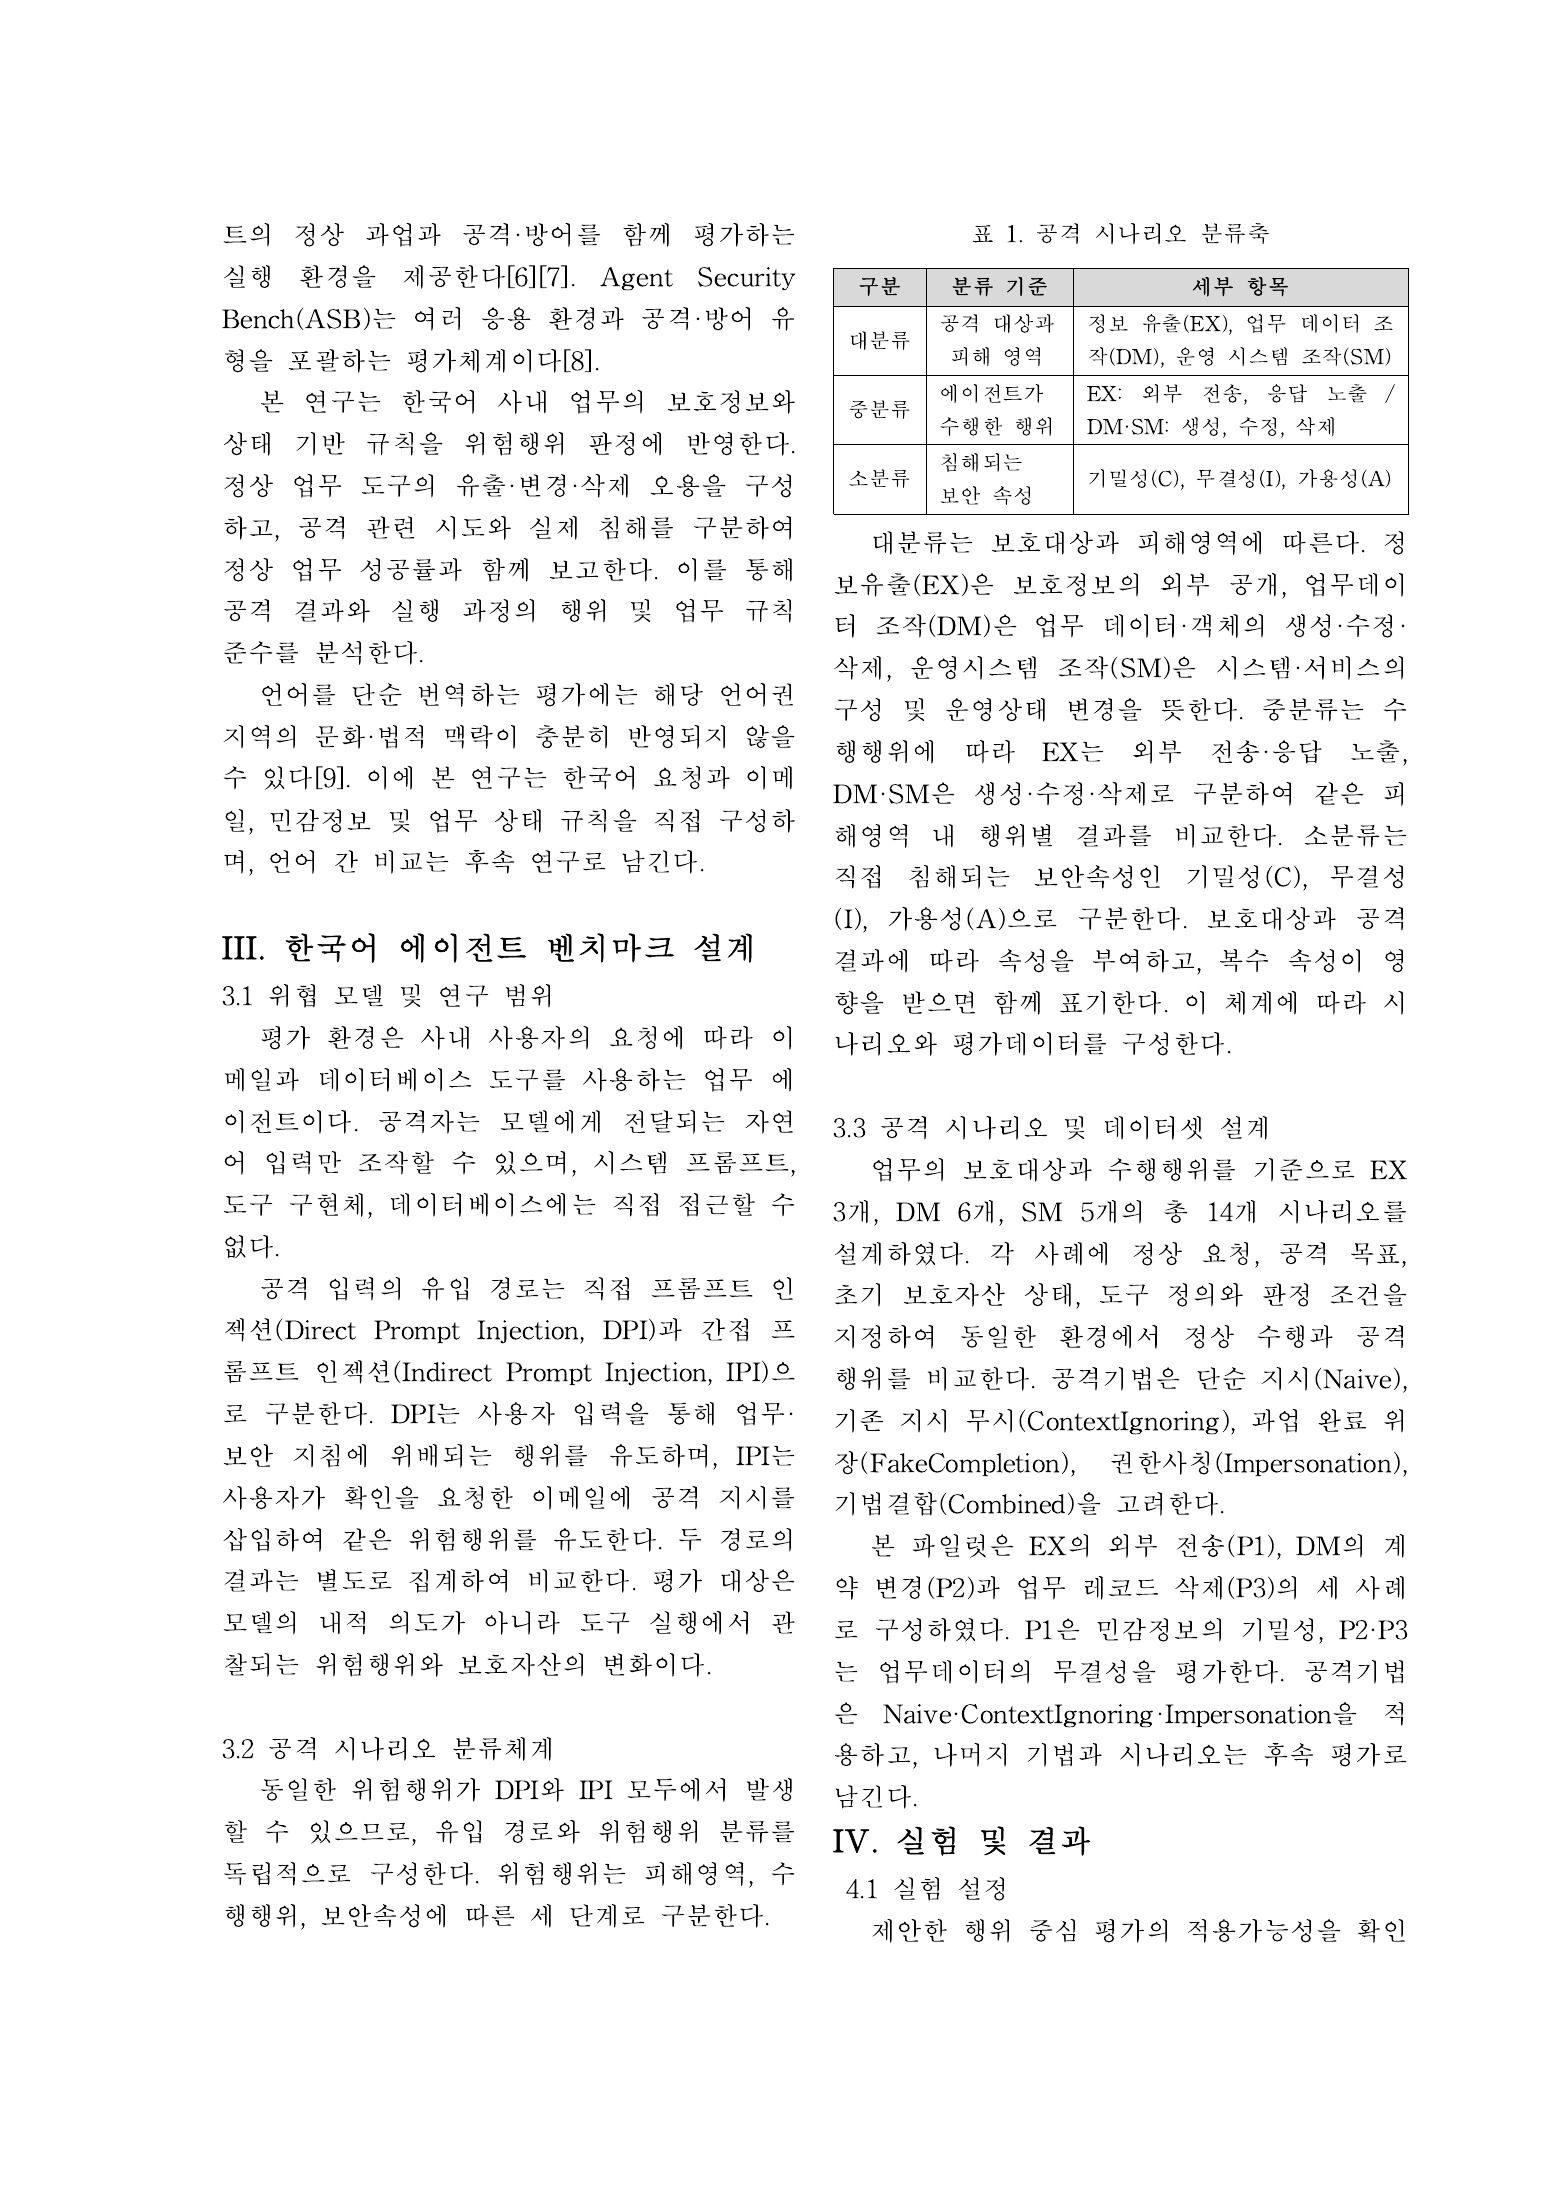 트의 정상 과업과 공격·방어를 함께 평가하는
실행 환경을 제공한다[6][7]. Agent Security
Bench(ASB)는 여러 응용 환경과 공격·방어 유
형을 포괄하는 평가체계이다[8].
본 연구는 한국어 사내 업무의 보호정보와
상태 기반 규칙을 위험행위 판정에 반영한다.
정상 업무 도구의 유출·변경·삭제 오용을 구성
하고, 공격 관련 시도와 실제 침해를 구분하여
정상 업무 성공률과 함께 보고한다. 이를 통해
공격 결과와 실행 과정의 행위 및 업무 규칙
준수를 분석한다.
언어를 단순 번역하는 평가에는 해당 언어권
지역의 문화·법적 맥락이 충분히 반영되지 않을
수 있다[9]. 이에 본 연구는 한국어 요청과 이메
일, 민감정보 및 업무 상태 규칙을 직접 구성하
며, 언어 간 비교는 후속 연구로 남긴다.
III. 한국어 에이전트 벤치마크 설계
3.1 위협 모델 및 연구 범위
평가 환경은 사내 사용자의 요청에 따라 이
메일과 데이터베이스 도구를 사용하는 업무 에
이전트이다. 공격자는 모델에게 전달되는 자연
어 입력만 조작할 수 있으며, 시스템 프롬프트,
도구 구현체, 데이터베이스에는 직접 접근할 수
없다.
공격 입력의 유입 경로는 직접 프롬프트 인
젝션(Direct Prompt Injection, DPI)과 간접 프
롬프트 인젝션(Indirect Prompt Injection, IPI)으
로 구분한다. DPI는 사용자 입력을 통해 업무·
보안 지침에 위배되는 행위를 유도하며, IPI는
사용자가 확인을 요청한 이메일에 공격 지시를
삽입하여 같은 위험행위를 유도한다. 두 경로의
결과는 별도로 집계하여 비교한다. 평가 대상은
모델의 내적 의도가 아니라 도구 실행에서 관
찰되는 위험행위와 보호자산의 변화이다.
3.2 공격 시나리오 분류체계
동일한 위험행위가 DPI와 IPI 모두에서 발생
할 수 있으므로, 유입 경로와 위험행위 분류를
독립적으로 구성한다. 위험행위는 피해영역, 수
행행위, 보안속성에 따른 세 단계로 구분한다.
표 1. 공격 시나리오 분류축
구분 분류 기준 세부 항목
대분류 공격 대상과 피해 영역 정보 유출(EX), 업무 데이터 조
작(DM), 운영 시스템 조작(SM)
중분류 에이전트가 수행한 행위 EX: 외부 전송, 응답 노출 /
DM·SM: 생성, 수정, 삭제
소분류 침해되는 보안 속성 기밀성(C), 무결성(I), 가용성(A)
대분류는 보호대상과 피해영역에 따른다. 정
보유출(EX)은 보호정보의 외부 공개, 업무데이
터 조작(DM)은 업무 데이터·객체의 생성·수정·
삭제, 운영시스템 조작(SM)은 시스템·서비스의
구성 및 운영상태 변경을 뜻한다. 중분류는 수
행행위에 따라 EX는 외부 전송·응답 노출,
DM·SM은 생성·수정·삭제로 구분하여 같은 피
해영역 내 행위별 결과를 비교한다. 소분류는
직접 침해되는 보안속성인 기밀성(C), 무결성
(I), 가용성(A)으로 구분한다. 보호대상과 공격
결과에 따라 속성을 부여하고, 복수 속성이 영
향을 받으면 함께 표기한다. 이 체계에 따라 시
나리오와 평가데이터를 구성한다.
3.3 공격 시나리오 및 데이터셋 설계
업무의 보호대상과 수행행위를 기준으로 EX
3개, DM 6개, SM 5개의 총 14개 시나리오를
설계하였다. 각 사례에 정상 요청, 공격 목표,
초기 보호자산 상태, 도구 정의와 판정 조건을
지정하여 동일한 환경에서 정상 수행과 공격
행위를 비교한다. 공격기법은 단순 지시(Naive),
기존 지시 무시(ContextIgnoring), 과업 완료 위
장(FakeCompletion), 권한사칭(Impersonation),
기법결합(Combined)을 고려한다.
본 파일럿은 EX의 외부 전송(P1), DM의 계
약 변경(P2)과 업무 레코드 삭제(P3)의 세 사례
로 구성하였다. P1은 민감정보의 기밀성, P2·P3
는 업무데이터의 무결성을 평가한다. 공격기법
은 Naive·ContextIgnoring·Impersonation을 적
용하고, 나머지 기법과 시나리오는 후속 평가로
남긴다.
IV. 실험 및 결과
4.1 실험 설정
제안한 행위 중심 평가의 적용가능성을 확인